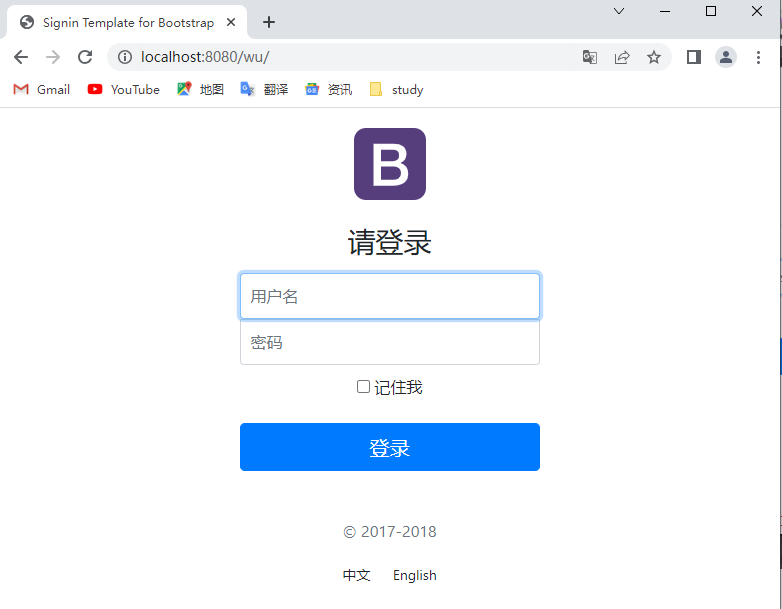 Signin Template for Bootstrap
localhost:8080/wu/
Gmail YouTube 地图 翻译 资讯 study
B
请登录
用户名
密码
记住我
登录
© 2017-2018
中文 English